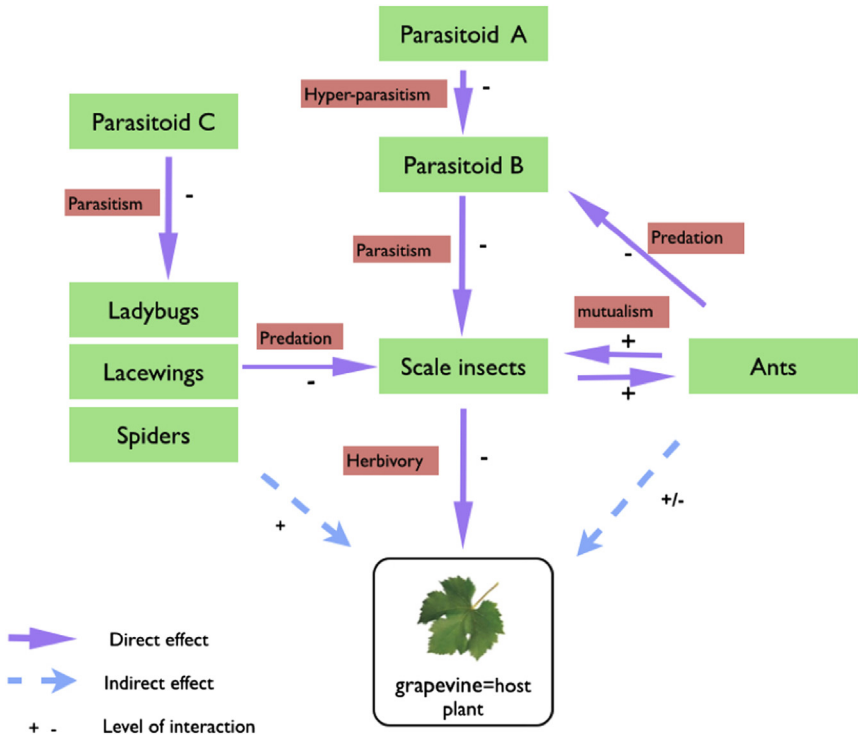 Parasitoid A
Hyper-parasitism
-
Parasitoid C
Parasitoid B
Parasitism
-
Parasitism
-
Predation
-
Ladybugs
Lacewings
Spiders
Predation
-
Scale insects
mutualism
+
+
Ants
Herbivory
-
+
+/-
grapevine=host
plant
Direct effect
Indirect effect
+ - Level of interaction